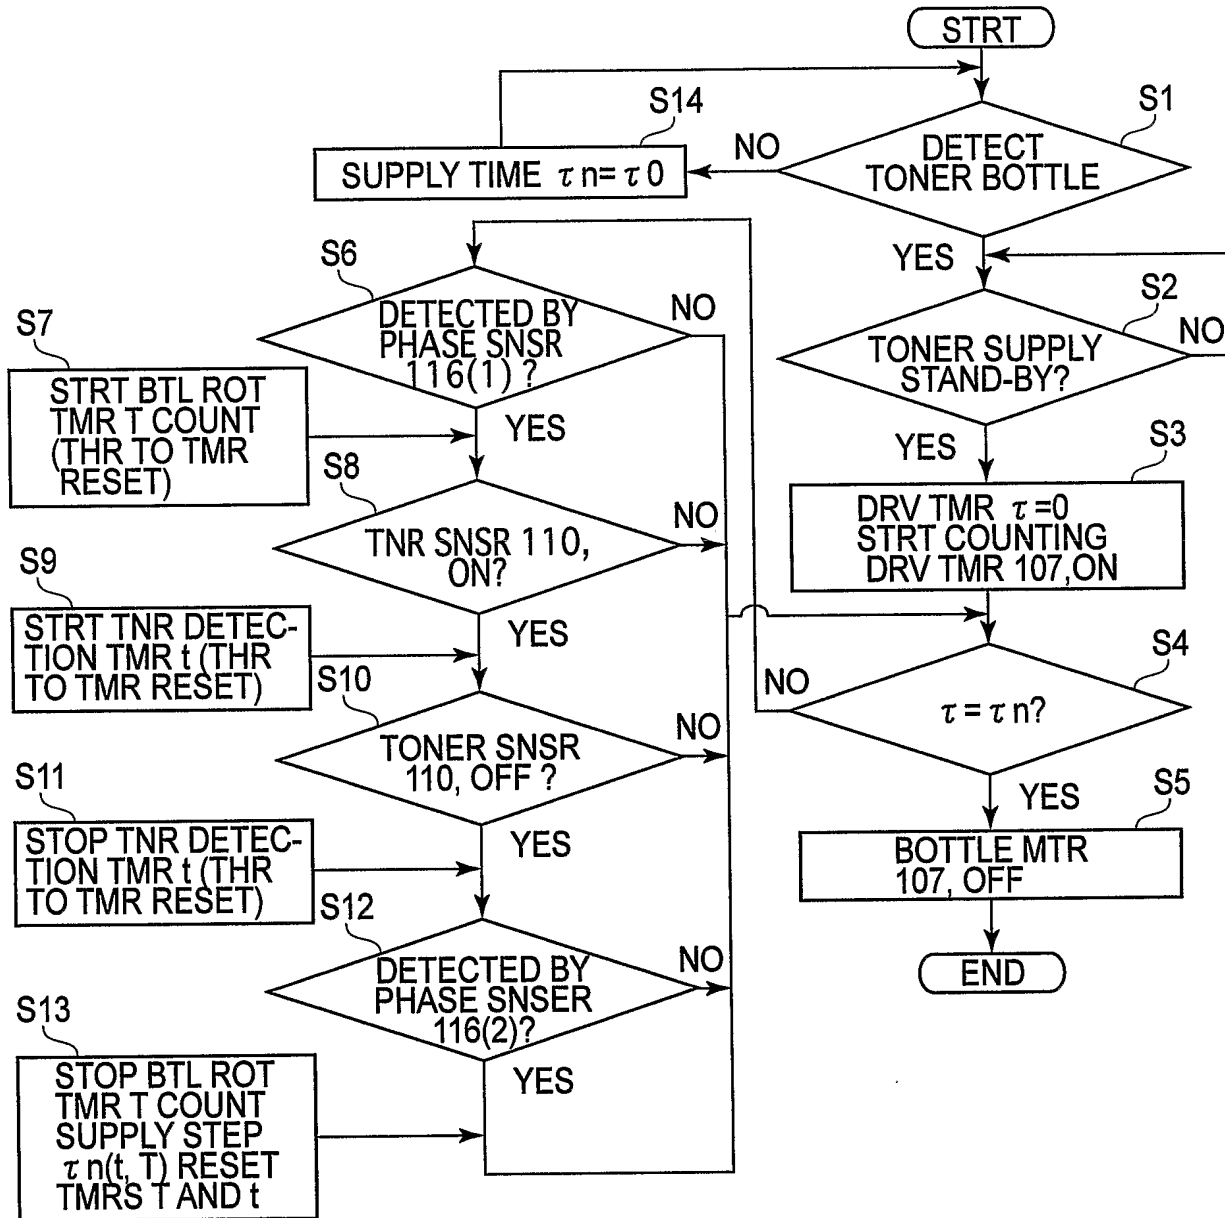 STRT
S1
DETECT
TONER BOTTLE
NO
YES
S14
SUPPLY TIME τ n= τ 0
S2
TONER SUPPLY
STAND-BY?
NO
YES
S3
DRV TMR τ =0
STRT COUNTING
DRV TMR 107,ON
S4
τ = τ n?
NO
YES
S5
BOTTLE MTR
107, OFF
END
S6
DETECTED BY
PHASE SNSR
116(1) ?
NO
YES
S7
STRT BTL ROT
TMR T COUNT
(THR TO TMR
RESET)
S8
TNR SNSR 110,
ON?
NO
YES
S9
STRT TNR DETEC-
TION TMR t (THR
TO TMR RESET)
S10
TONER SNSR
110, OFF ?
NO
YES
S11
STOP TNR DETEC-
TION TMR t (THR
TO TMR RESET)
S12
DETECTED BY
PHASE SNSER
116(2)?
NO
YES
S13
STOP BTL ROT
TMR T COUNT
SUPPLY STEP
τ n(t, T) RESET
TMRS T AND t